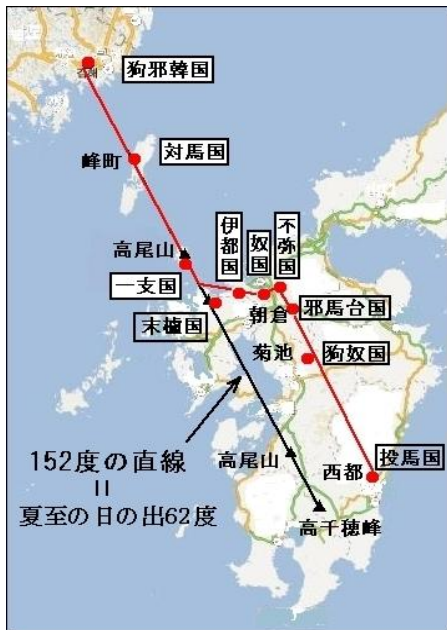 狗邪韓国
峰町
対馬国
高尾山
一支国
末櫨国
伊都国
奴国
不弥国
朝倉
邪馬台国
菊池
狗奴国
152度の直線
=
夏至の日の出62度
高尾山
西都
投馬国
高千穂峰